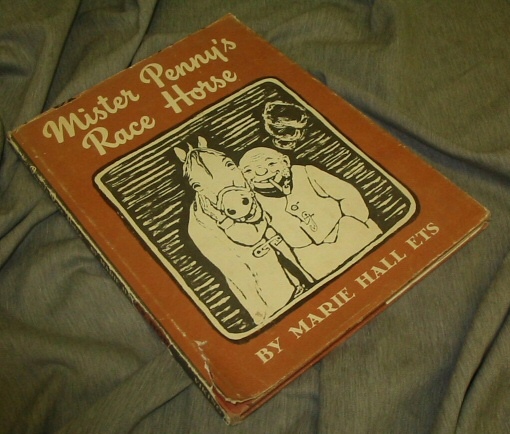 Mister Penny's
Race Horse
BY MARIE HALL ETS